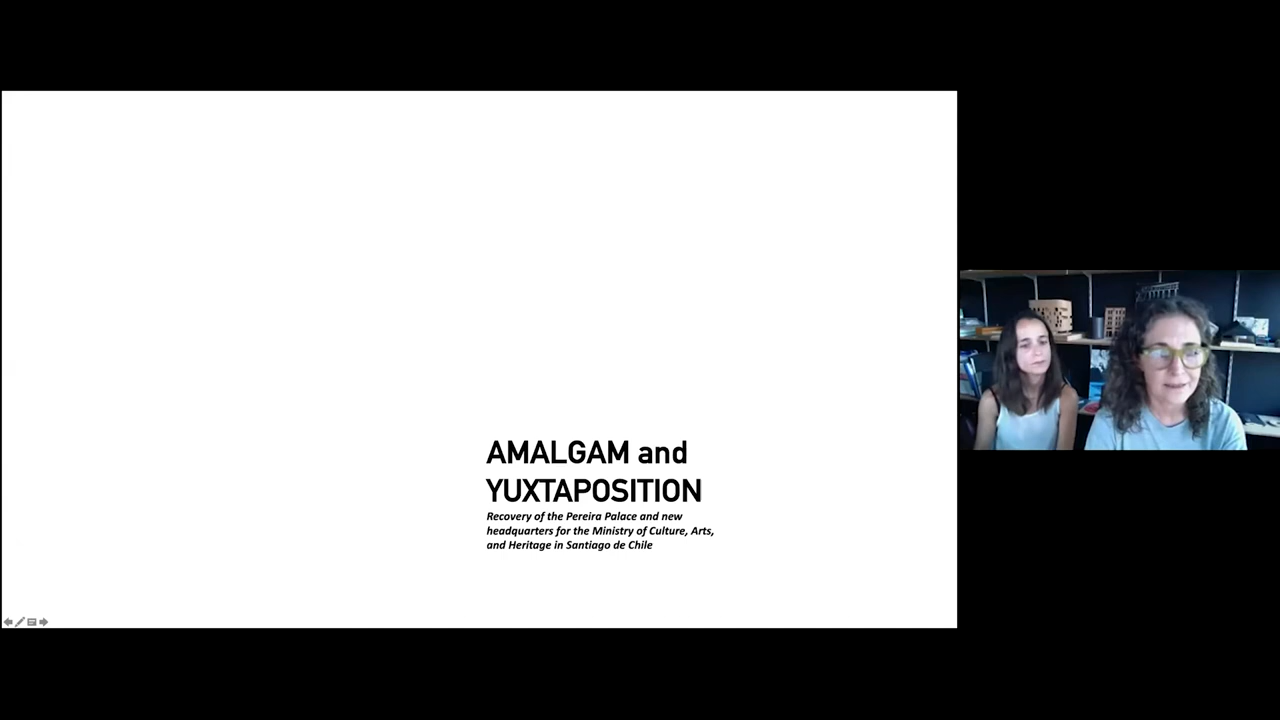 AMALGAM and
YUXTAPOSITION
Recovery of the Pereira Palace and new
headquarters for the Ministry of Culture, Arts,
and Heritage in Santiago de Chile